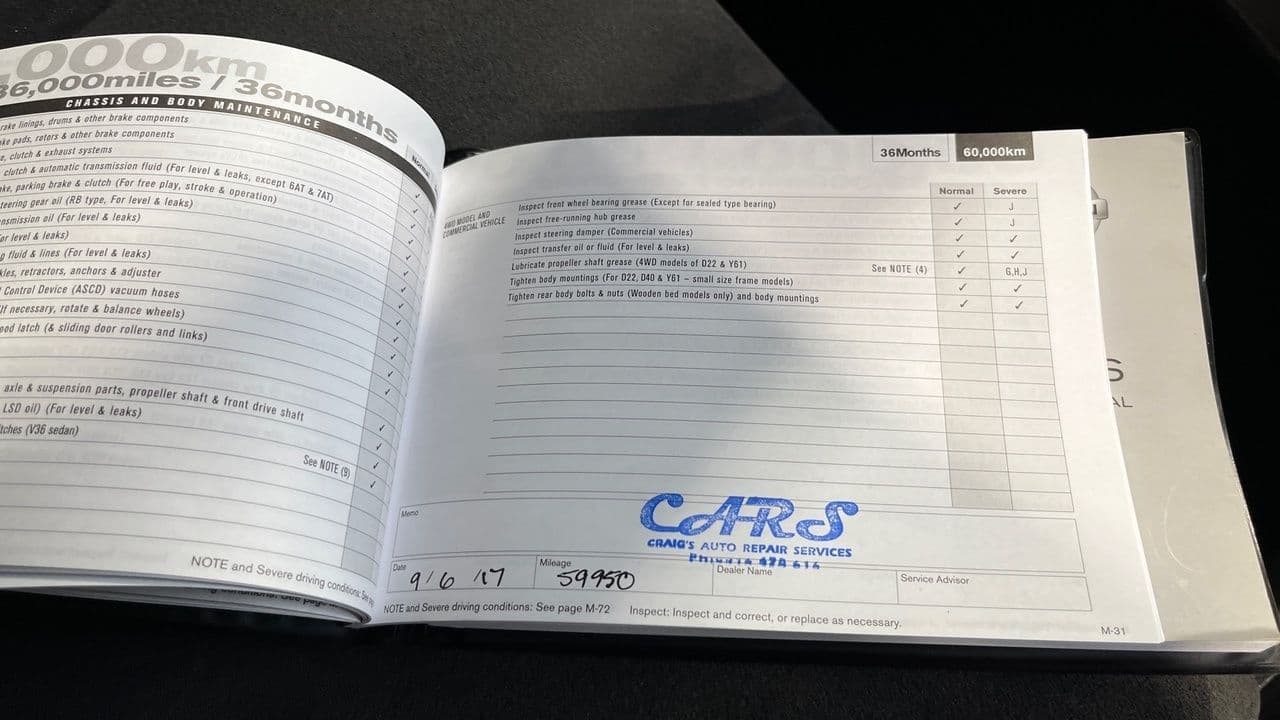 ,000km
36,000miles / 36months
CHASSIS AND BODY MAINTENANCE
Normal
linings, drums & other brake components
pads, rotors & other brake components
clutch & exhaust systems
clutch & automatic transmission fluid (For level & leaks, except 6AT & 7AT)
parking brake & clutch (For free play, stroke & operation)
gear oil (RB type, For level & leaks)
oil (For level & leaks)
level & leaks)
fluid & lines (For level & leaks)
retractors, anchors & adjuster
Control Device (ASCD) vacuum hoses
If necessary, rotate & balance wheels)
latch (& sliding door rollers and links)
axle & suspension parts, propeller shaft & front drive shaft
LSD oil) (For level & leaks)
(V36 sedan)
See NOTE (9)
NOTE and Severe driving conditions:
36Months 60,000km
Normal Severe
4WD MODEL AND
COMMERCIAL VEHICLE
Inspect front wheel bearing grease (Except for sealed type bearing) ✓ J
Inspect free-running hub grease ✓ J
Inspect steering damper (Commercial vehicles) ✓ ✓
Inspect transfer oil or fluid (For level & leaks) ✓ ✓
Lubricate propeller shaft grease (4WD models of D22 & Y61) See NOTE (4) ✓ G,H,J
Tighten body mountings (For D22, D40 & Y61 – small size frame models) ✓ ✓
Tighten rear body bolts & nuts (Wooden bed models only) and body mountings ✓ ✓
Memo
CARS
CRAIG'S AUTO REPAIR SERVICES
Date 9/6/17 Mileage 59950 Dealer Name Service Advisor
NOTE and Severe driving conditions: See page M-72 Inspect: Inspect and correct, or replace as necessary.
M-31